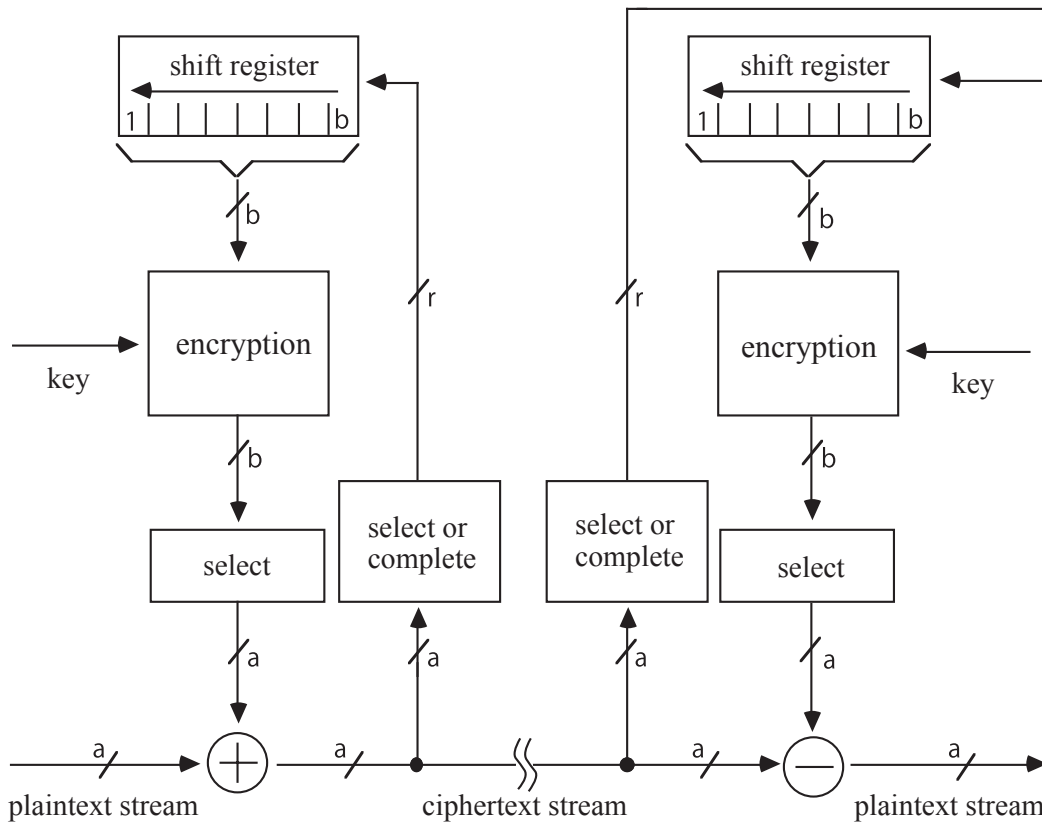 shift register
1 b
shift register
1 b
b
b
r
r
encryption
encryption
key
key
b
b
select or
complete
select or
complete
select
select
a
a
a
a
a
a
a
a
plaintext stream
ciphertext stream
plaintext stream